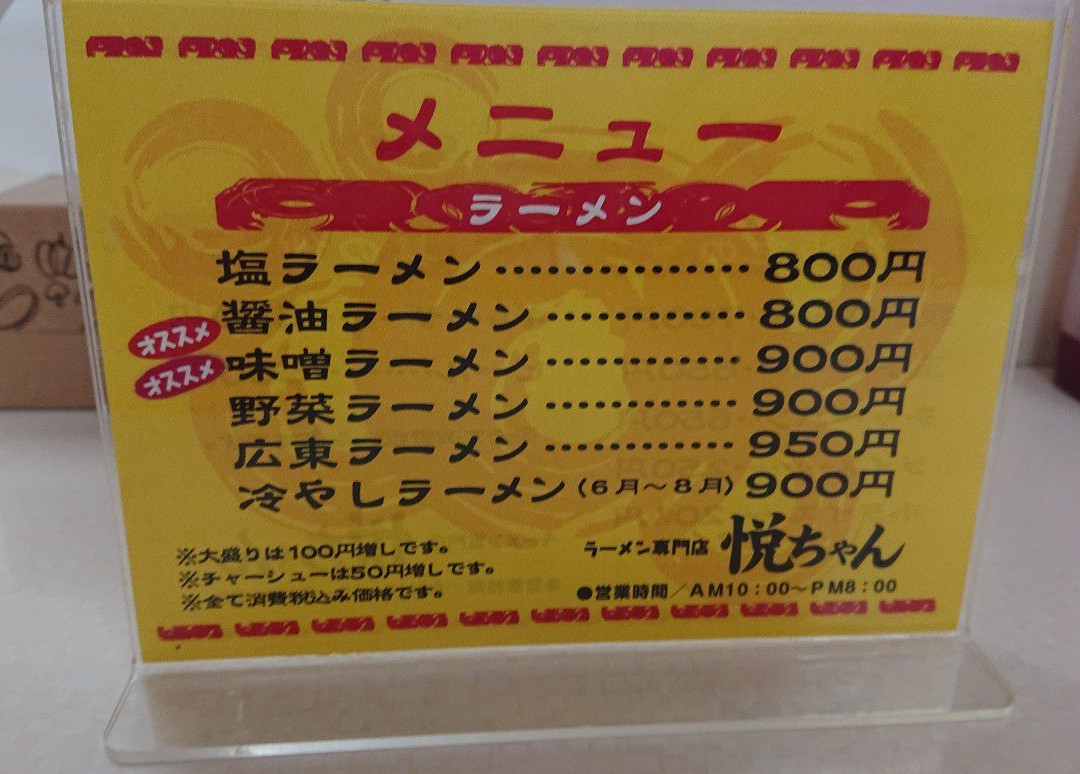 メニュー
ラーメン
塩ラーメン……………800円
醤油ラーメン…………800円
オススメ
味噌ラーメン…………900円
オススメ
野菜ラーメン…………900円
広東ラーメン…………950円
冷やしラーメン(6月~8月)900円
※大盛りは100円増しです。
※チャーシューは50円増しです。
※全て消費税込み価格です。
ラーメン専門店 悦ちゃん
●営業時間/AM10:00~PM8:00